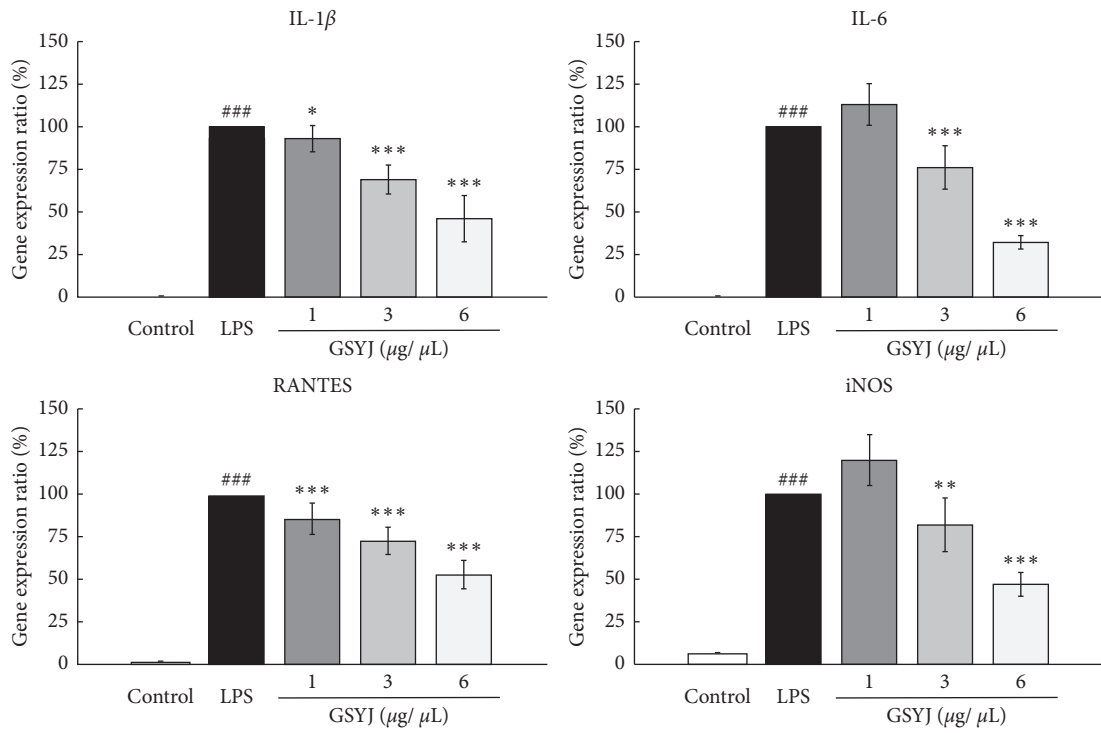 IL-1β
Gene expression ratio (%)
150
125
100
75
50
25
0
###
*
***
***
Control
LPS
1
3
6
GSYJ (µg/ µL)
IL-6
Gene expression ratio (%)
150
125
100
75
50
25
0
###
***
***
Control
LPS
1
3
6
GSYJ (µg/ µL)
RANTES
Gene expression ratio (%)
150
125
100
75
50
25
0
###
***
***
***
Control
LPS
1
3
6
GSYJ (µg/ µL)
iNOS
Gene expression ratio (%)
150
125
100
75
50
25
0
###
**
***
Control
LPS
1
3
6
GSYJ (µg/ µL)